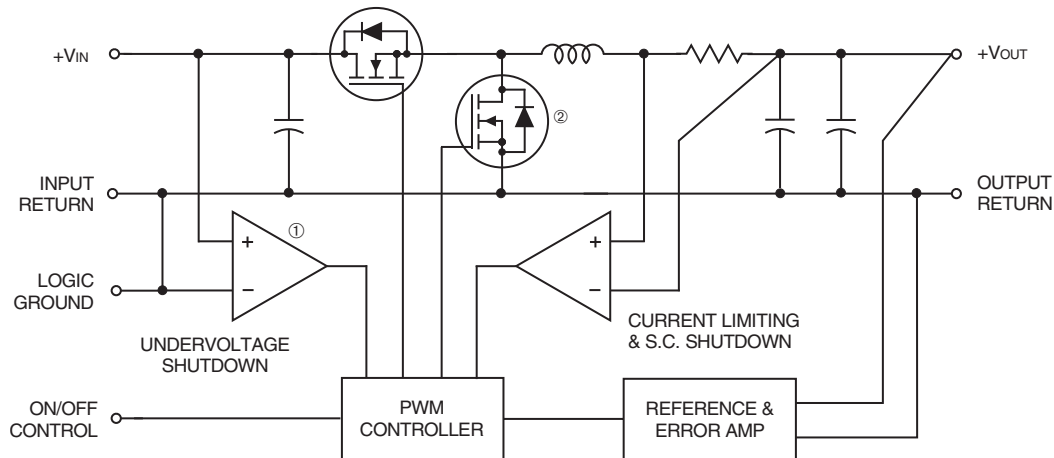 +VIN
+VOUT
②
INPUT
RETURN
OUTPUT
RETURN
①
+
−
+
−
LOGIC
GROUND
UNDERVOLTAGE
SHUTDOWN
CURRENT LIMITING
& S.C. SHUTDOWN
ON/OFF
CONTROL
PWM
CONTROLLER
REFERENCE &
ERROR AMP